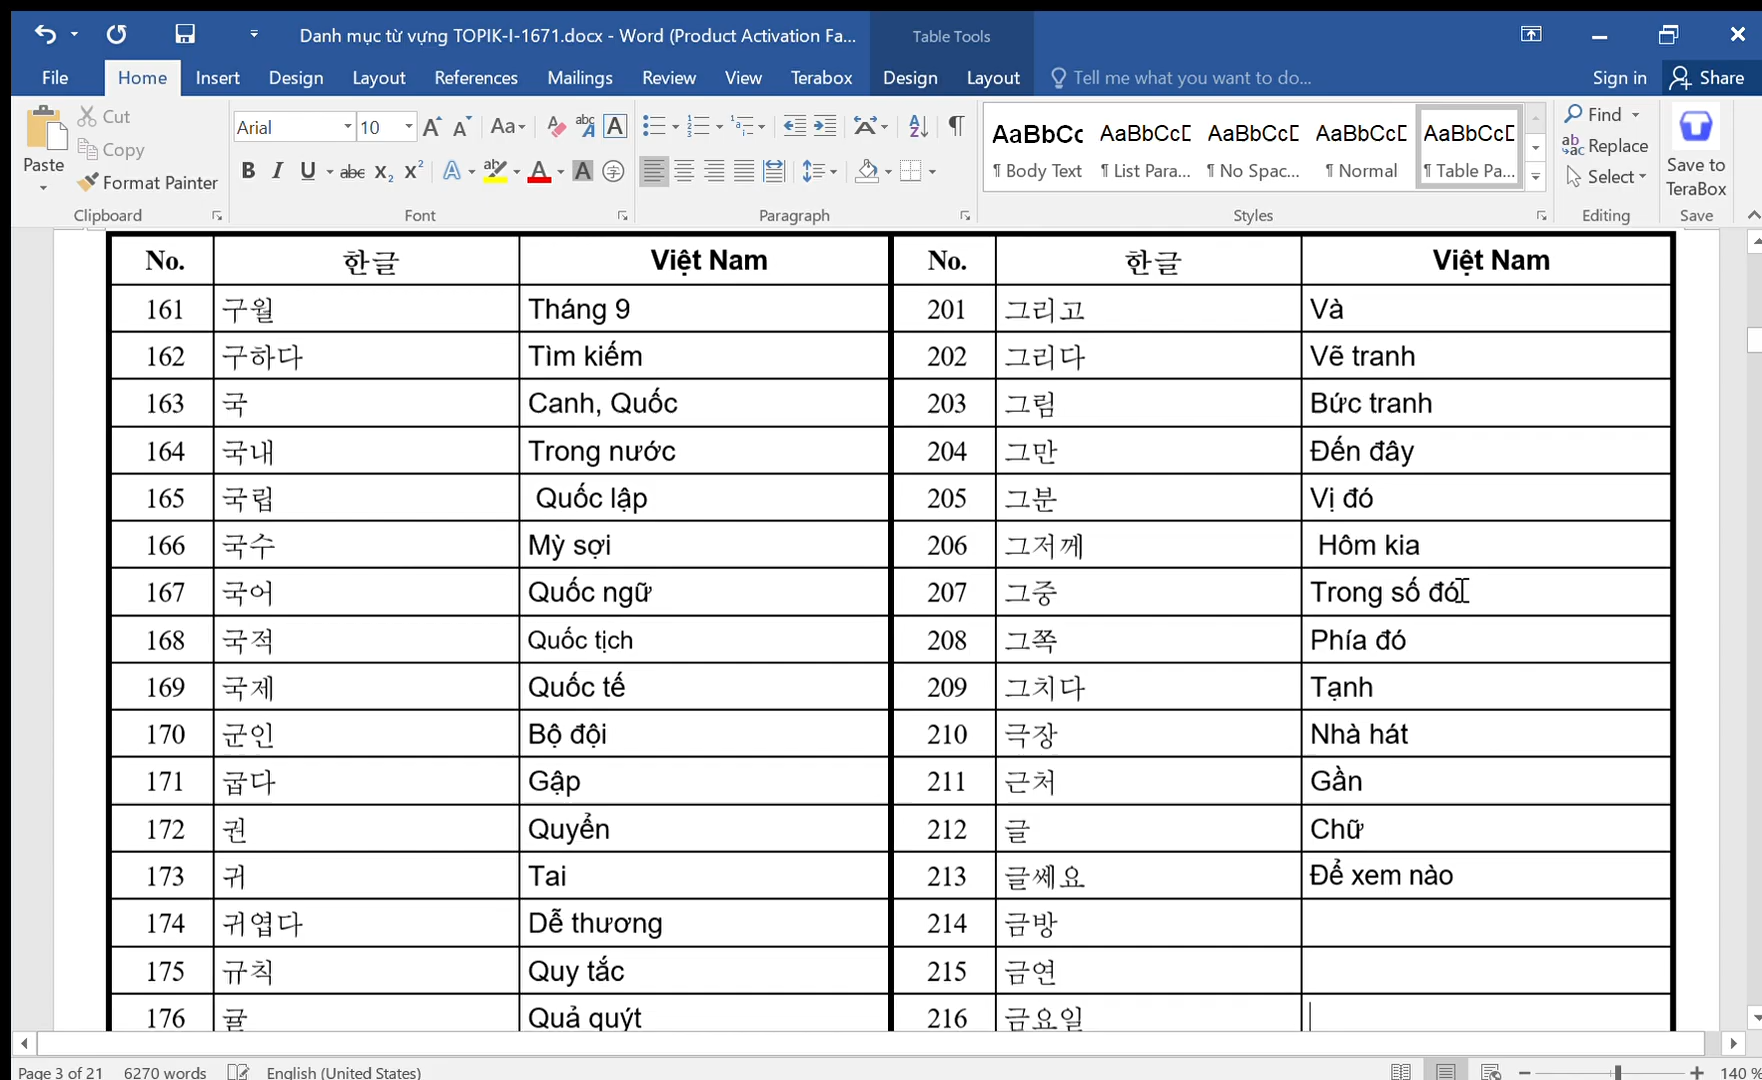 Danh mục từ vựng TOPIK-I-1671.docx - Word (Product Activation Fa...
Table Tools
File Home Insert Design Layout References Mailings Review View Terabox Design Layout Tell me what you want to do... Sign in Share
Cut
Copy
Format Painter
Paste
Clipboard
Arial 10
Font
Paragraph
AaBbCc AaBbCcD AaBbCcD AaBbCcD AaBbCcD
¶ Body Text ¶ List Para... ¶ No Spac... ¶ Normal ¶ Table Pa...
Styles
Find
Replace
Select
Editing
Save to
TeraBox
Save
No. 한글 Việt Nam No. 한글 Việt Nam
161 구월 Tháng 9 201 그리고 Và
162 구하다 Tìm kiếm 202 그리다 Vẽ tranh
163 국 Canh, Quốc 203 그림 Bức tranh
164 국내 Trong nước 204 그만 Đến đây
165 국립 Quốc lập 205 그분 Vị đó
166 국수 Mỳ sợi 206 그저께 Hôm kia
167 국어 Quốc ngữ 207 그중 Trong số đó
168 국적 Quốc tịch 208 그쪽 Phía đó
169 국제 Quốc tế 209 그치다 Tạnh
170 군인 Bộ đội 210 극장 Nhà hát
171 굽다 Gập 211 근처 Gần
172 권 Quyển 212 글 Chữ
173 귀 Tai 213 글쎄요 Để xem nào
174 귀엽다 Dễ thương 214 금방
175 규칙 Quy tắc 215 금연
176 귤 Quả quýt 216 금요일
Page 3 of 21 6270 words English (United States) 140 %